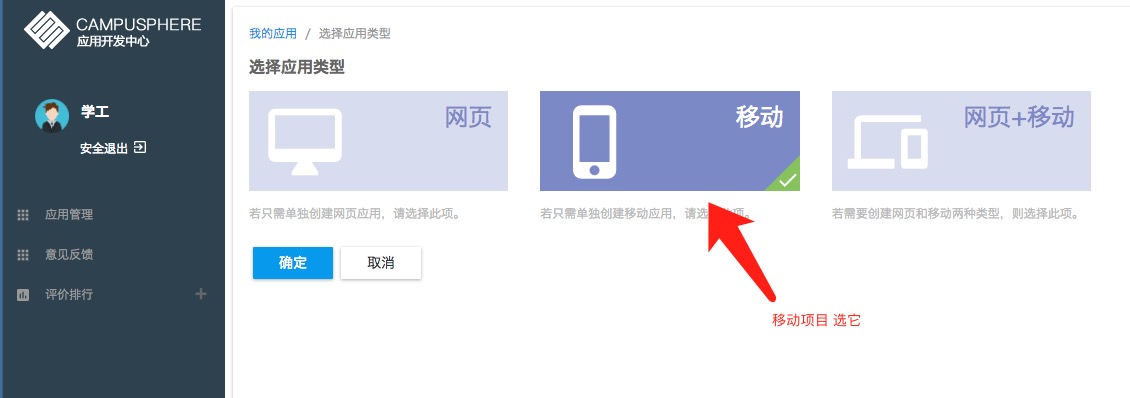 CAMPUSPHERE
应用开发中心
学工
安全退出
应用管理
意见反馈
评价排行
我的应用 / 选择应用类型
选择应用类型
网页
移动
网页+移动
若只需单独创建网页应用，请选择此项。
若只需单独创建移动应用，请选 项。
若需要创建网页和移动两种类型，则选择此项。
确定
取消
移动项目 选它